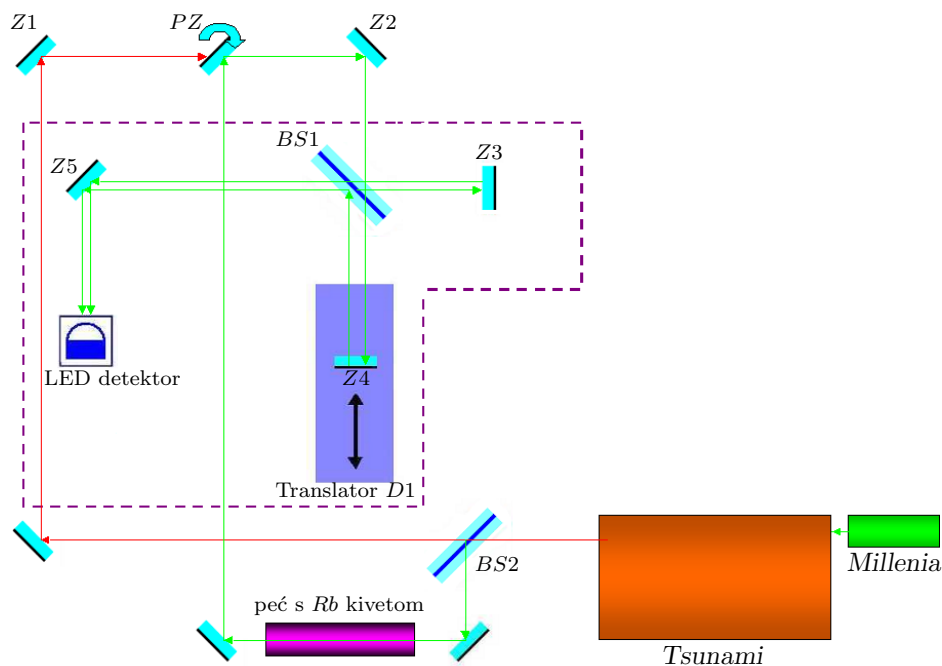 Z1
PZ
Z2
BS1
Z3
Z5
LED detektor
Z4
Translator D1
BS2
Millenia
peć s Rb kivetom
Tsunami